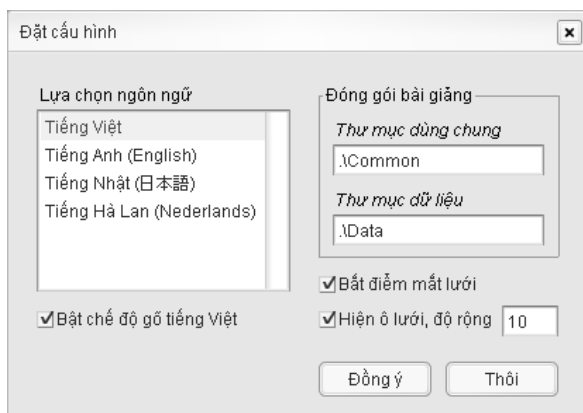 Đặt cấu hình
Lựa chọn ngôn ngữ
Tiếng Việt
Tiếng Anh (English)
Tiếng Nhật (日本語)
Tiếng Hà Lan (Nederlands)
Bật chế độ gõ tiếng Việt
Đóng gói bài giảng
Thư mục dùng chung
.\Common
Thư mục dữ liệu
.\Data
Bắt điểm mắt lưới
Hiện ô lưới, độ rộng 10
Đồng ý
Thôi